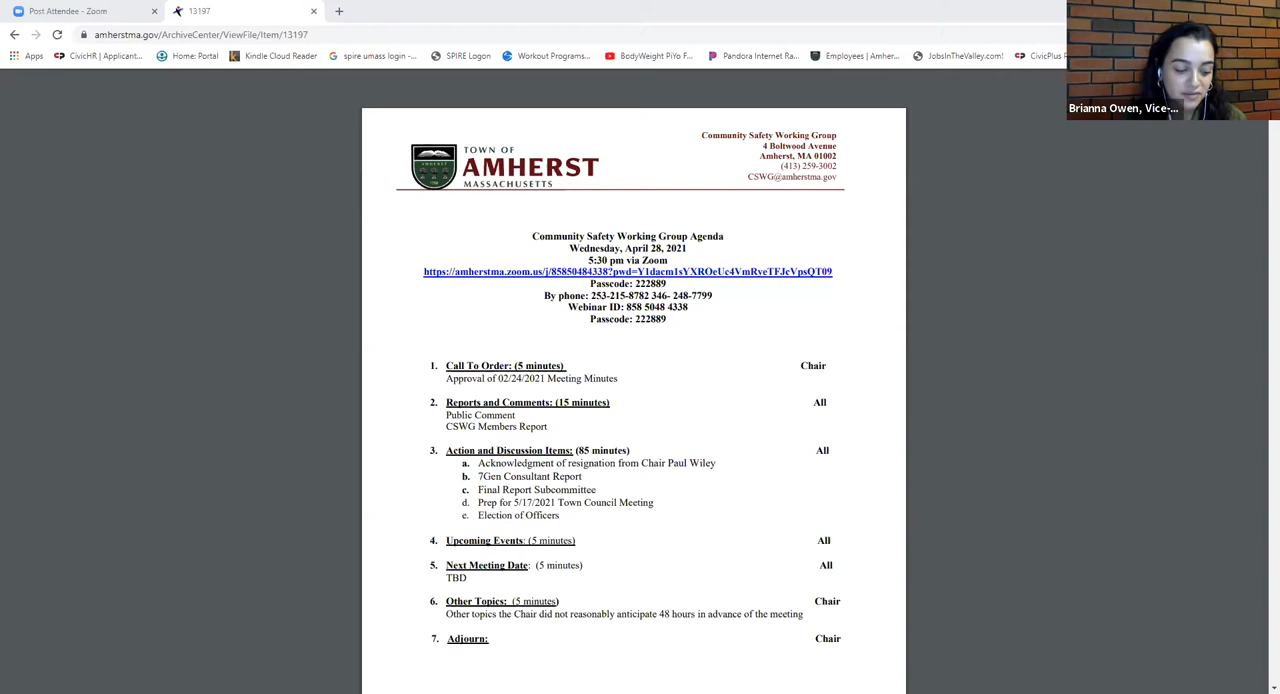 Post Attendee - Zoom
13197
amherstma.gov/ArchiveCenter/ViewFile/Item/13197
Apps
CivicHR | Applicant...
Home: Portal
Kindle Cloud Reader
spire umass login -...
SPIRE Logon
Workout Programs...
BodyWeight PiYo F...
Pandora Internet Ra...
Employees | Amher...
JobsInTheValley.com!
CivicPlus
Brianna Owen, Vice-...
Community Safety Working Group
4 Boltwood Avenue
Amherst, MA 01002
(413) 259-3002
CSWG@amherstma.gov
TOWN OF
AMHERST
MASSACHUSETTS
Community Safety Working Group Agenda
Wednesday, April 28, 2021
5:30 pm via Zoom
https://amherstma.zoom.us/j/85850484338?pwd=Y1dacm1sYXROeUc4VmRyeTFJcVpsQT09
Passcode: 222889
By phone: 253-215-8782 346- 248-7799
Webinar ID: 858 5048 4338
Passcode: 222889
1. Call To Order: (5 minutes) Chair
Approval of 02/24/2021 Meeting Minutes
2. Reports and Comments: (15 minutes) All
Public Comment
CSWG Members Report
3. Action and Discussion Items: (85 minutes) All
a. Acknowledgment of resignation from Chair Paul Wiley
b. 7Gen Consultant Report
c. Final Report Subcommittee
d. Prep for 5/17/2021 Town Council Meeting
e. Election of Officers
4. Upcoming Events: (5 minutes) All
5. Next Meeting Date: (5 minutes) All
TBD
6. Other Topics: (5 minutes) Chair
Other topics the Chair did not reasonably anticipate 48 hours in advance of the meeting
7. Adjourn: Chair